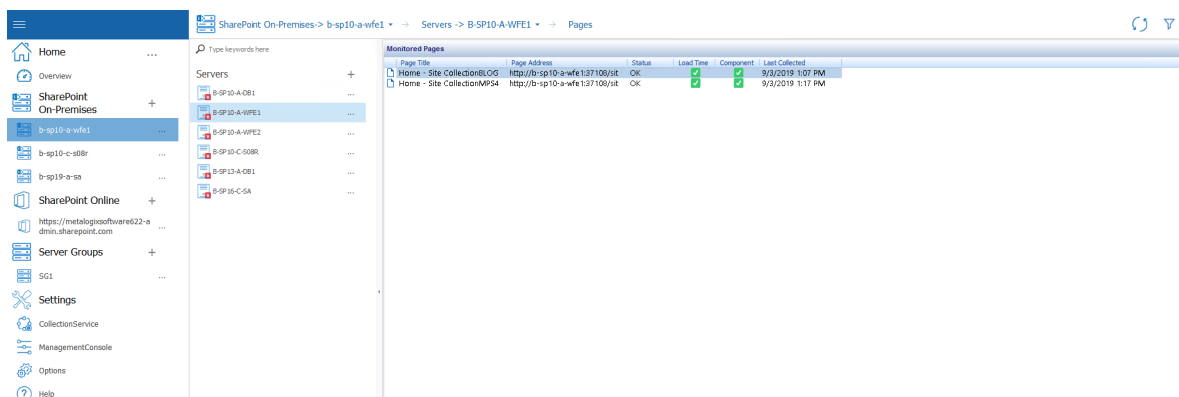 SharePoint On-Premises-> b-sp10-a-wfe1 Servers -> B-SP10-A-WFE1 Pages
Home ...
Overview
SharePoint
On-Premises +
b-sp10-a-wfe1 ...
b-sp10-c-s08r ...
b-sp19-a-sa ...
SharePoint Online +
https://metalogixsoftware622-a
dmin.sharepoint.com ...
Server Groups +
SG1 ...
Settings
CollectionService
ManagementConsole
Options
Help
Type keywords here
Servers +
B-SP10-A-DB1 ...
B-SP10-A-WFE1 ...
B-SP10-A-WFE2 ...
B-SP10-C-S08R ...
B-SP13-A-DB1 ...
B-SP16-C-SA ...
Monitored Pages
Page Title Page Address Status Load Time Component Last Collected
Home - Site CollectionBLOG http://b-sp10-a-wfe1:37108/sit OK 9/3/2019 1:07 PM
Home - Site CollectionMPS4 http://b-sp10-a-wfe1:37108/sit OK 9/3/2019 1:17 PM